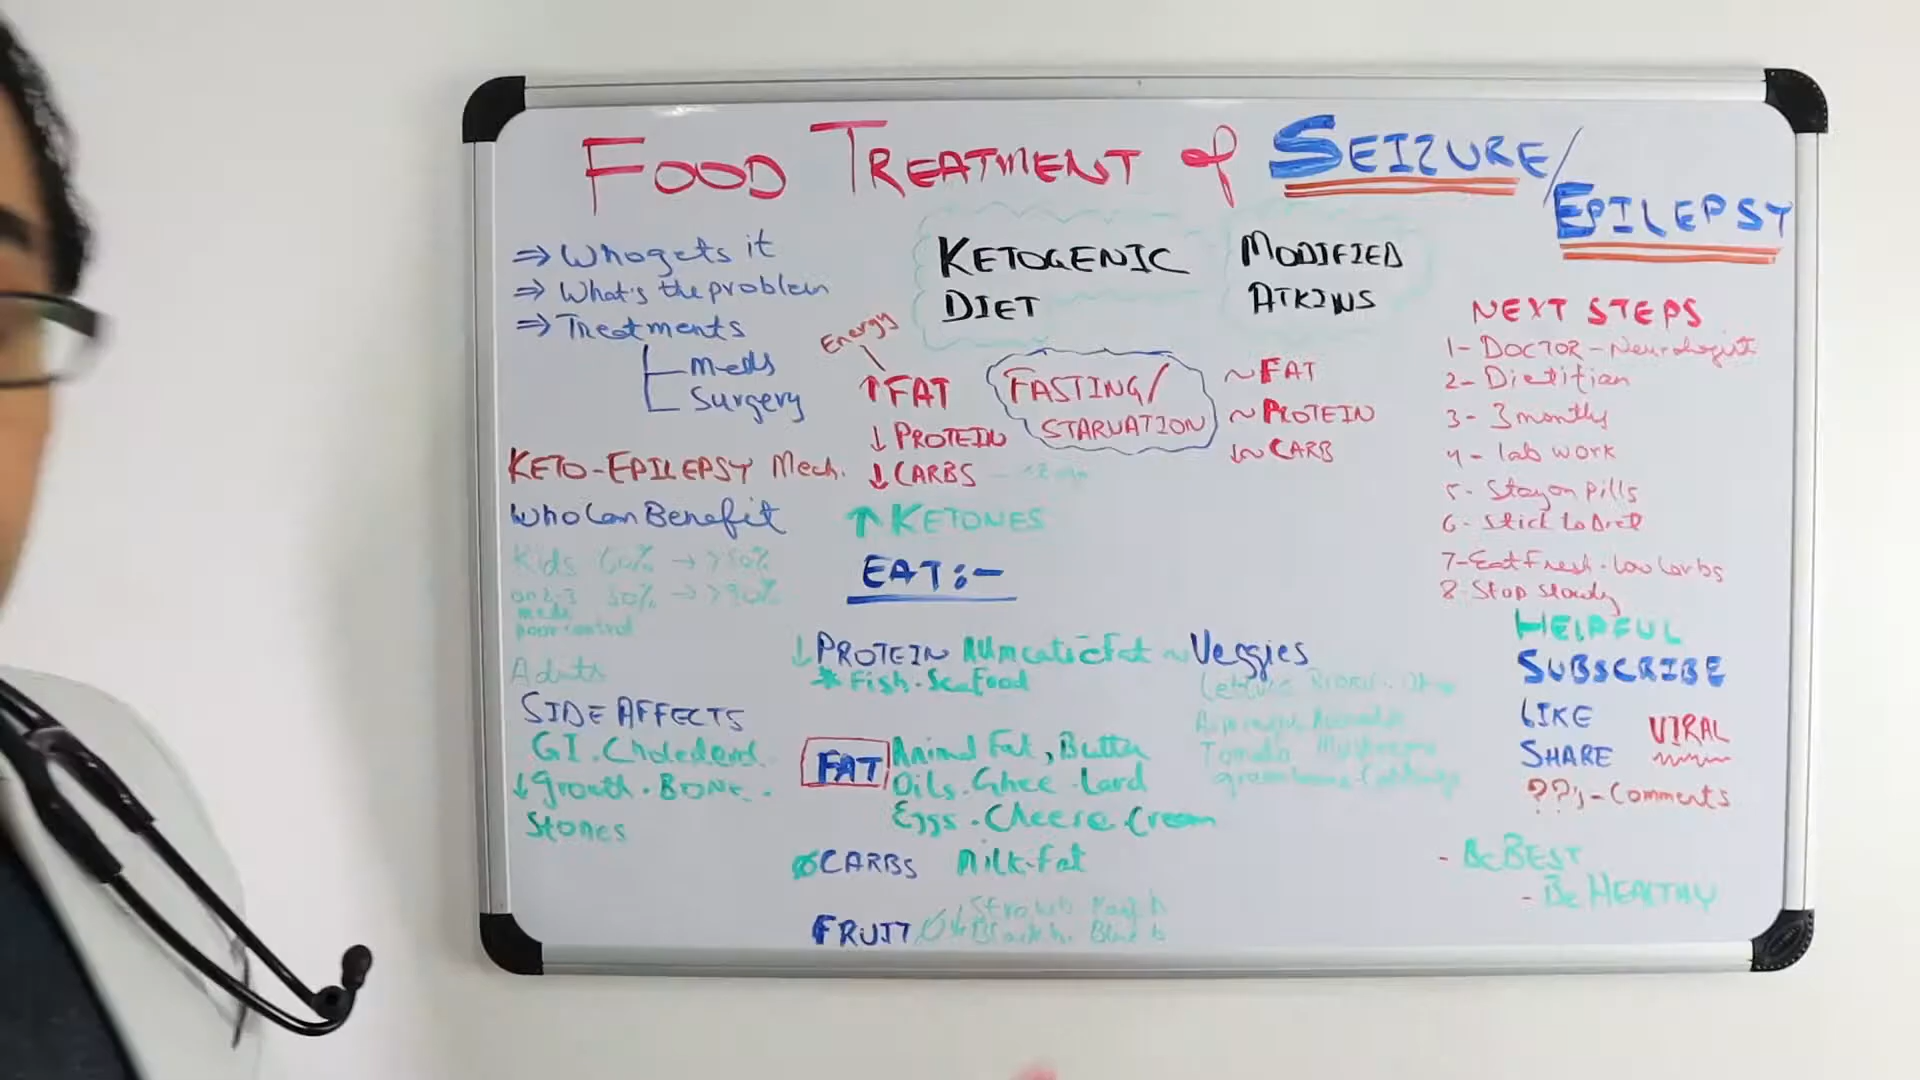 FOOD TREATMENT of SEIZURE/
EPILEPSY
⇒ Who gets it
⇒ What's the problem
⇒ Treatments
Meds
Surgery
KETO-EPILEPSY Mech.
Who Can Benefit
Kids 60% → >50%
on 2-3 30% → >90%
meds
poor control
Adults
SIDE AFFECTS
GI. Cholesterol
↓ Growth. BONE.
Stones
KETOGENIC
DIET
Energy
↑ FAT
↓ PROTEIN
↓ CARBS
FASTING/
STARVATION
↑ KETONES
MODIFIED
ATKINS
~ FAT
~ PROTEIN
↓~ CARB
EAT:-
↓ PROTEIN
* Fish. Seafood
FAT Animal Fat, Butter
Oils. Ghee. Lard
Eggs. Cheese. Cream
CARBS Milk-Fat
FRUIT
~ Veggies
Lettuce
Tomato Mushrooms
NEXT STEPS
1- DOCTOR - Neurologist
2- Dietitian
3- 3 months
4- lab work
5- Stay on pills
6- Stick to Diet
7- Eat Fresh. Low Carbs
8- Stop slowly
HELPFUL
SUBSCRIBE
LIKE
SHARE VIRAL
??'s - Comments
- Be BEST
- Be HEALTHY